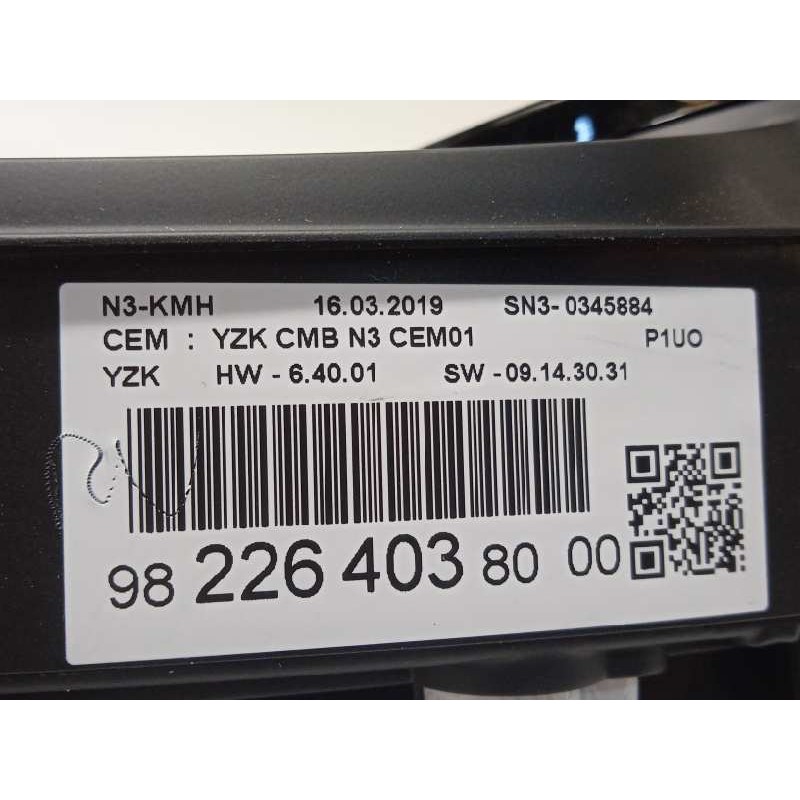 N3-KMH 16.03.2019 SN3- 0345884
CEM : YZK CMB N3 CEM01 P1UO
YZK HW - 6.40.01 SW - 09.14.30.31
98 226 403 80 00